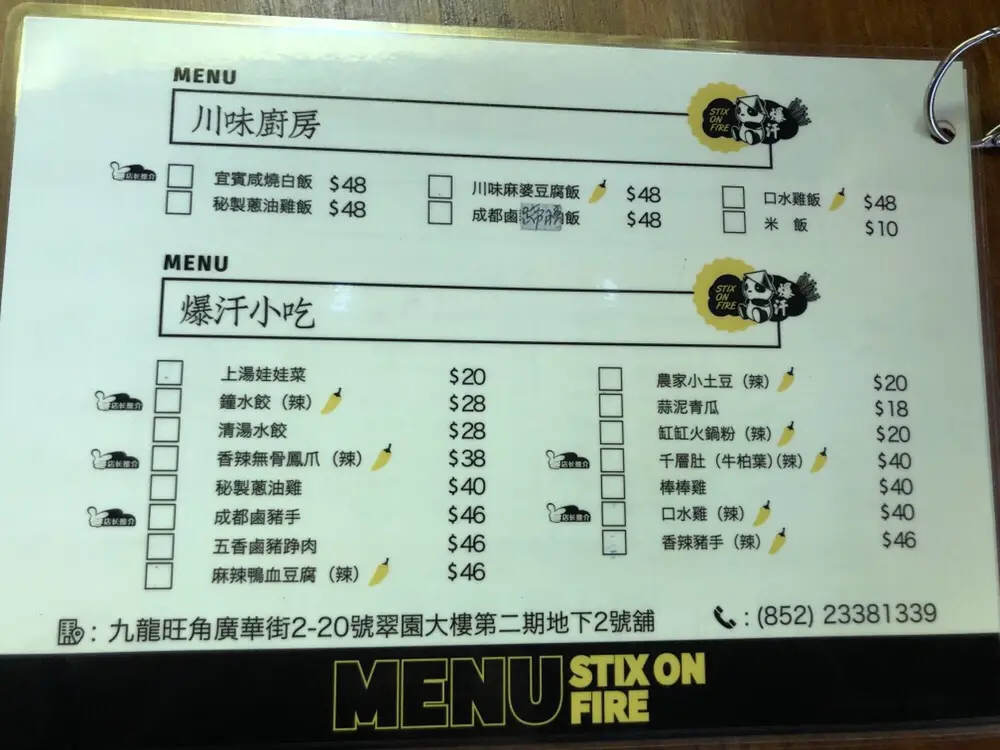 MENU
川味廚房
STIX ON FIRE 爆汗
店长推介 宜賓咸燒白飯 $48 川味麻婆豆腐飯 $48 口水雞飯 $48
秘製蔥油雞飯 $48 成都鹵蹄膀飯 $48 米 飯 $10
MENU
爆汗小吃
STIX ON FIRE 爆汗
上湯娃娃菜 $20 農家小土豆（辣） $20
店长推介 鐘水餃（辣） $28 蒜泥青瓜 $18
清湯水餃 $28 缸缸火鍋粉（辣） $20
店长推介 香辣無骨鳳爪（辣） $38 店长推介 千層肚（牛柏葉）（辣） $40
秘製蔥油雞 $40 棒棒雞 $40
店长推介 成都鹵豬手 $46 店长推介 口水雞（辣） $40
五香鹵豬踭肉 $46 香辣豬手（辣） $46
麻辣鴨血豆腐（辣） $46
: 九龍旺角廣華街2-20號翠園大樓第二期地下2號舖 : (852) 23381339
MENU STIX ON FIRE